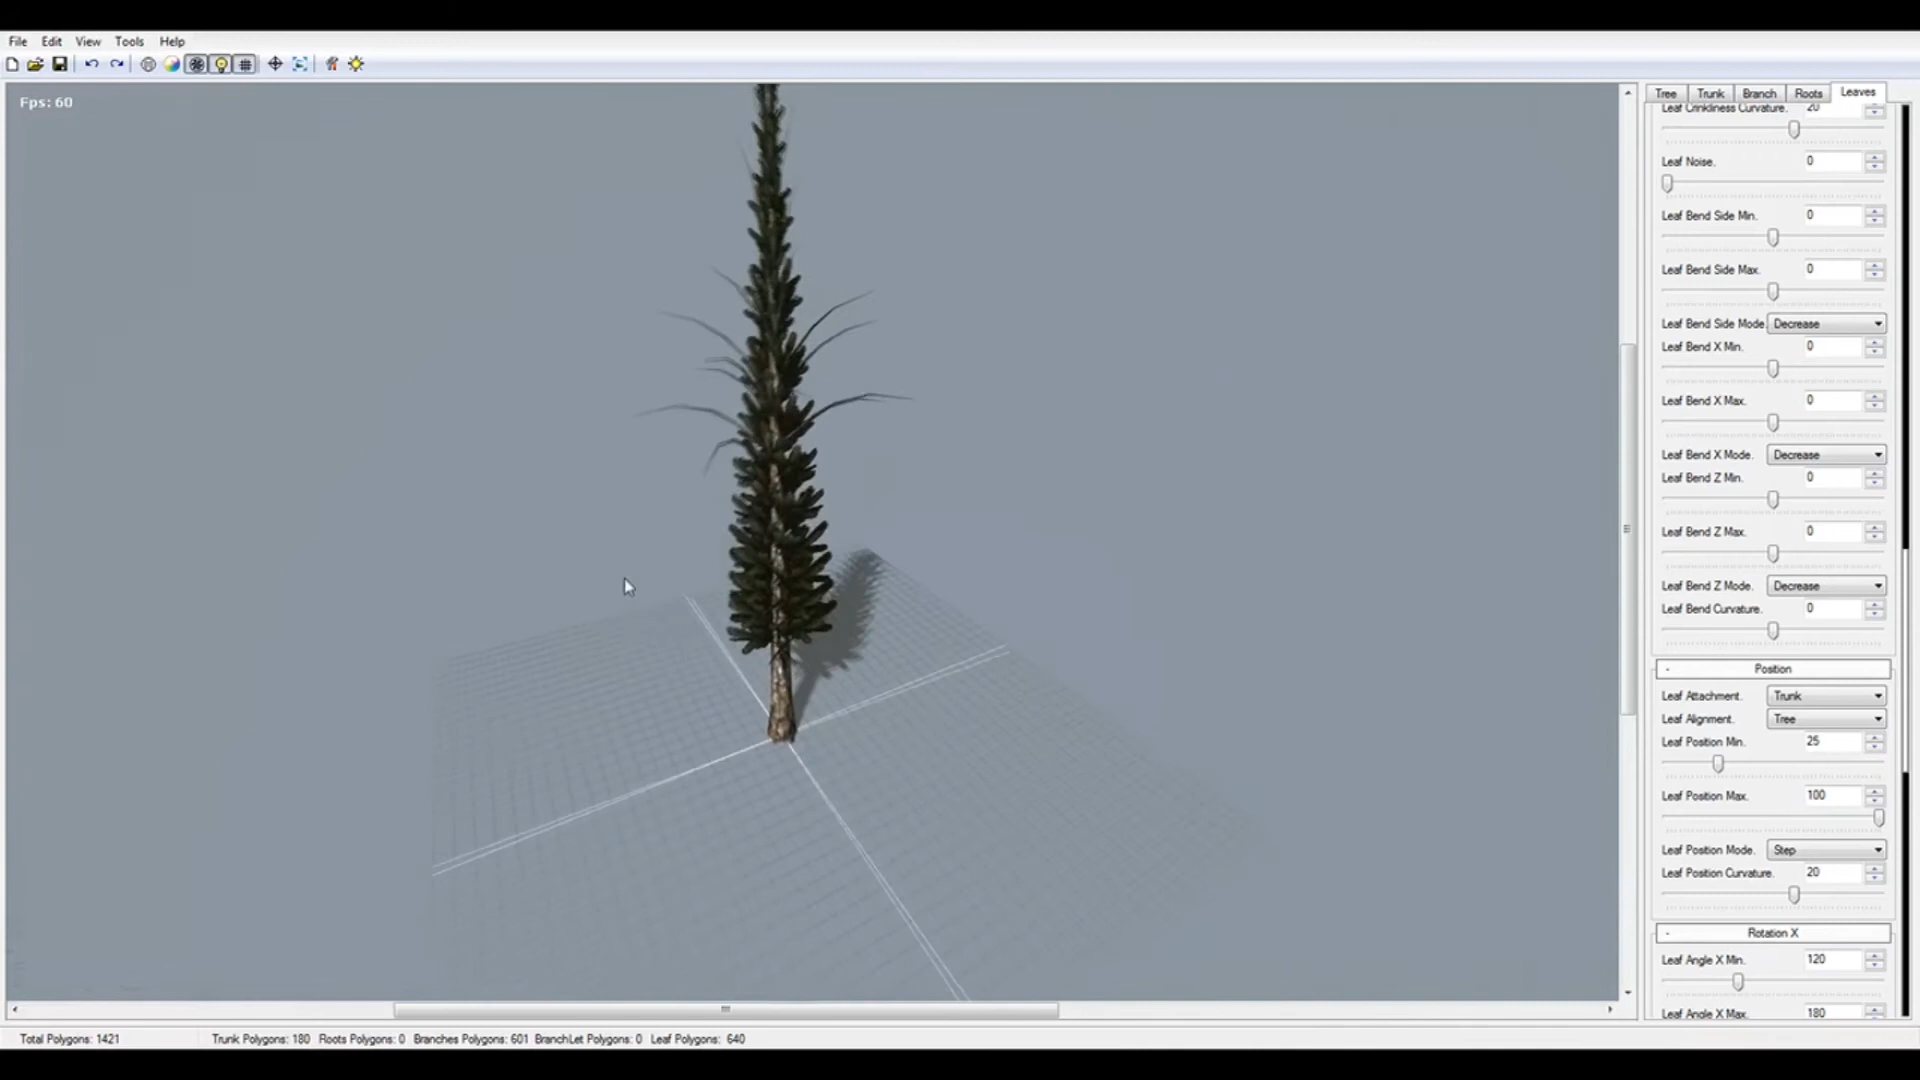 File Edit View Tools Help
Fps: 60
Tree Trunk Branch Roots Leaves
Leaf Crinkliness Curvature. 20
Leaf Noise. 0
Leaf Bend Side Min. 0
Leaf Bend Side Max. 0
Leaf Bend Side Mode. Decrease
Leaf Bend X Min. 0
Leaf Bend X Max. 0
Leaf Bend X Mode. Decrease
Leaf Bend Z Min. 0
Leaf Bend Z Max. 0
Leaf Bend Z Mode. Decrease
Leaf Bend Curvature. 0
- Position
Leaf Attachment. Trunk
Leaf Alignment. Tree
Leaf Position Min. 25
Leaf Position Max. 100
Leaf Position Mode. Step
Leaf Position Curvature. 20
- Rotation X
Leaf Angle X Min. 120
Leaf Angle X Max. 180
Total Polygons: 1421 Trunk Polygons: 180 Roots Polygons: 0 Branches Polygons: 601 BranchLet Polygons: 0 Leaf Polygons: 640